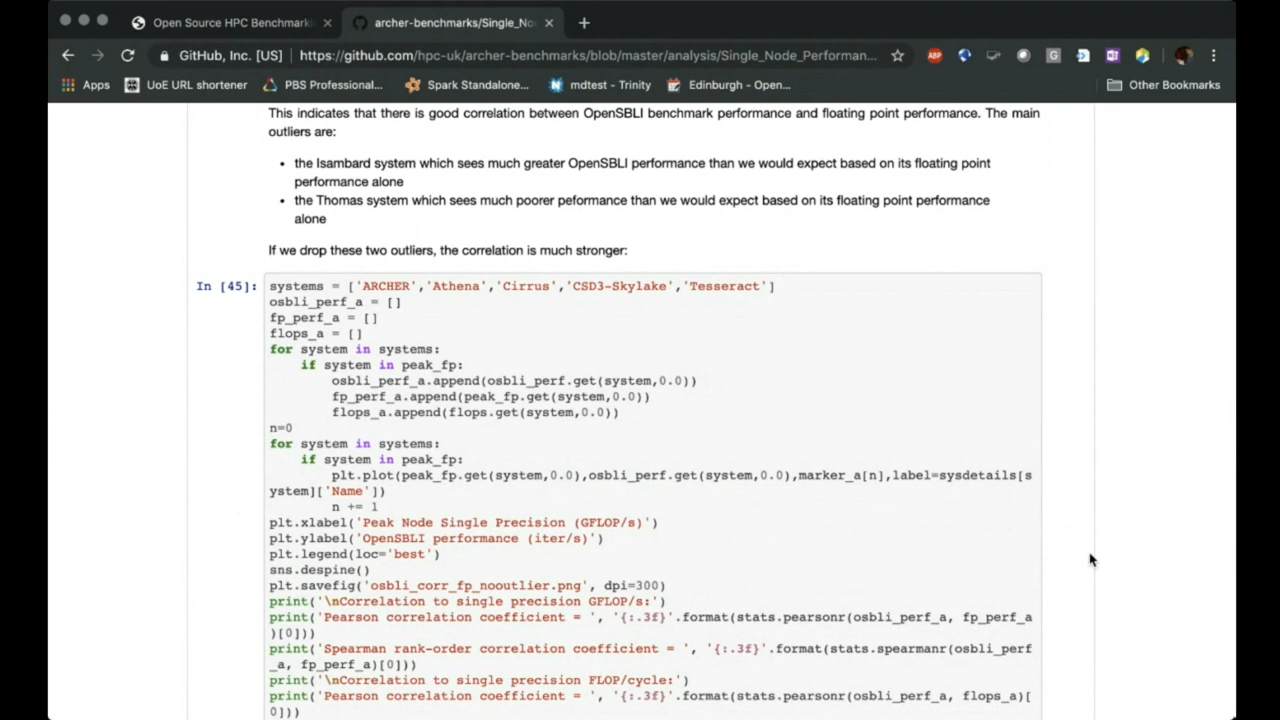 Open Source HPC Benchmarki
archer-benchmarks/Single_No
GitHub, Inc. [US]
https://github.com/hpc-uk/archer-benchmarks/blob/master/analysis/Single_Node_Performan...
ABP
G
N
Apps
UoE URL shortener
PBS Professional...
Spark Standalone...
mdtest - Trinity
Edinburgh - Open...
Other Bookmarks
This indicates that there is good correlation between OpenSBLI benchmark performance and floating point performance. The main
outliers are:
• the Isambard system which sees much greater OpenSBLI performance than we would expect based on its floating point
performance alone
• the Thomas system which sees much poorer peformance than we would expect based on its floating point performance
alone
If we drop these two outliers, the correlation is much stronger:
In [45]:
systems = ['ARCHER','Athena','Cirrus','CSD3-Skylake','Tesseract']
osbli_perf_a = []
fp_perf_a = []
flops_a = []
for system in systems:
    if system in peak_fp:
        osbli_perf_a.append(osbli_perf.get(system,0.0))
        fp_perf_a.append(peak_fp.get(system,0.0))
        flops_a.append(flops.get(system,0.0))
n=0
for system in systems:
    if system in peak_fp:
        plt.plot(peak_fp.get(system,0.0),osbli_perf.get(system,0.0),marker_a[n],label=sysdetails[s
ystem]['Name'])
        n += 1
plt.xlabel('Peak Node Single Precision (GFLOP/s)')
plt.ylabel('OpenSBLI performance (iter/s)')
plt.legend(loc='best')
sns.despine()
plt.savefig('osbli_corr_fp_nooutlier.png', dpi=300)
print('\nCorrelation to single precision GFLOP/s:')
print('Pearson correlation coefficient = ', '{:.3f}'.format(stats.pearsonr(osbli_perf_a, fp_perf_a
)[0]))
print('Spearman rank-order correlation coefficient = ', '{:.3f}'.format(stats.spearmanr(osbli_perf
_a, fp_perf_a)[0]))
print('\nCorrelation to single precision FLOP/cycle:')
print('Pearson correlation coefficient = ', '{:.3f}'.format(stats.pearsonr(osbli_perf_a, flops_a)[
0]))